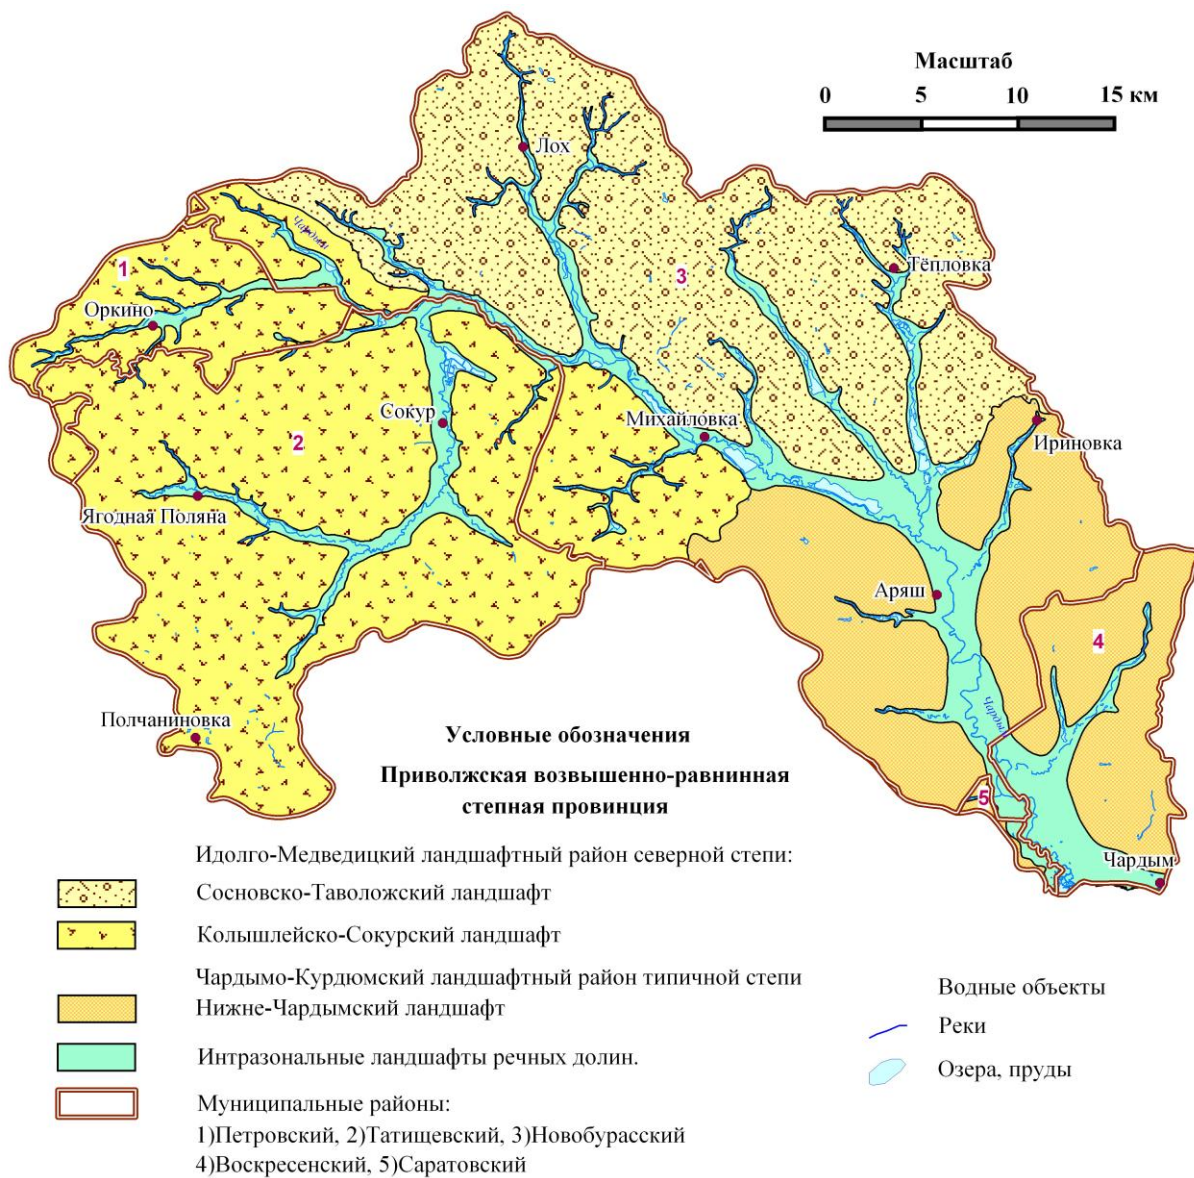 Масштаб
0 5 10 15 км
Лох
Чардым
1
3
Тёпловка
Оркино
Сокур
Михайловка
Ириновка
2
Ягодная Поляна
Аряш
4
Чардым
Полчаниновка
5
Чардым
Условные обозначения
Приволжская возвышенно-равнинная
степная провинция
Идолго-Медведицкий ландшафтный район северной степи:
Сосновско-Таволожский ландшафт
Колышлейско-Сокурский ландшафт
Чардымо-Курдюмский ландшафтный район типичной степи
Нижне-Чардымский ландшафт
Интразональные ландшафты речных долин.
Муниципальные районы:
1)Петровский, 2)Татищевский, 3)Новобурасский
4)Воскресенский, 5)Саратовский
Водные объекты
Реки
Озера, пруды